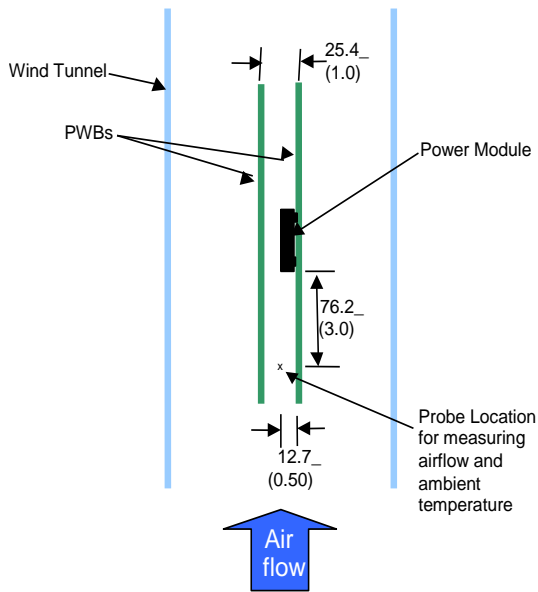 25.4_
(1.0)
Wind Tunnel
PWBs
Power Module
76.2_
(3.0)
x
Probe Location
for measuring
airflow and
ambient
temperature
12.7_
(0.50)
Air
flow